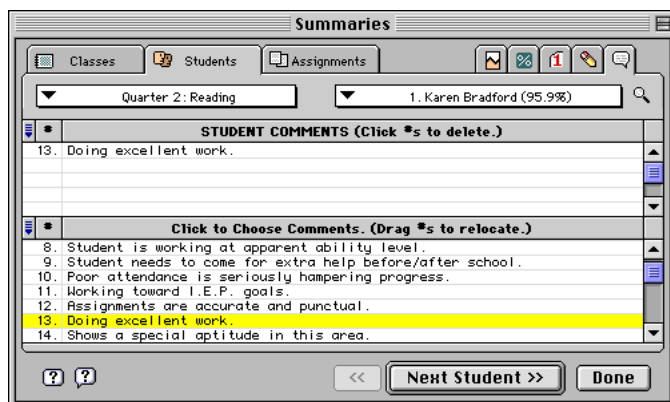 Summaries
Classes Students Assignments
Quarter 2: Reading 1. Karen Bradford (95.9%)
# STUDENT COMMENTS (Click #s to delete.)
13. Doing excellent work.
# Click to Choose Comments. (Drag #s to relocate.)
8. Student is working at apparent ability level.
9. Student needs to come for extra help before/after school.
10. Poor attendance is seriously hampering progress.
11. Working toward I.E.P. goals.
12. Assignments are accurate and punctual.
13. Doing excellent work.
14. Shows a special aptitude in this area.
? ? << Next Student >> Done